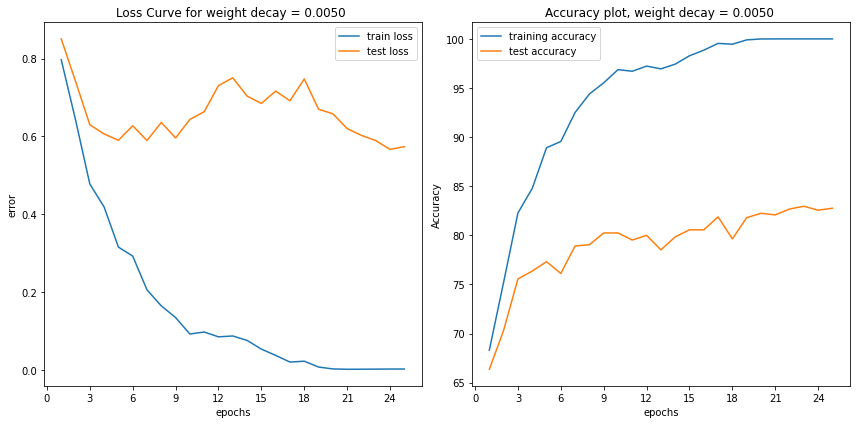 Loss Curve for weight decay = 0.0050
train loss
test loss
error
0.8
0.6
0.4
0.2
0.0
0 3 6 9 12 15 18 21 24
epochs
Accuracy plot, weight decay = 0.0050
training accuracy
test accuracy
Accuracy
100
95
90
85
80
75
70
65
0 3 6 9 12 15 18 21 24
epochs